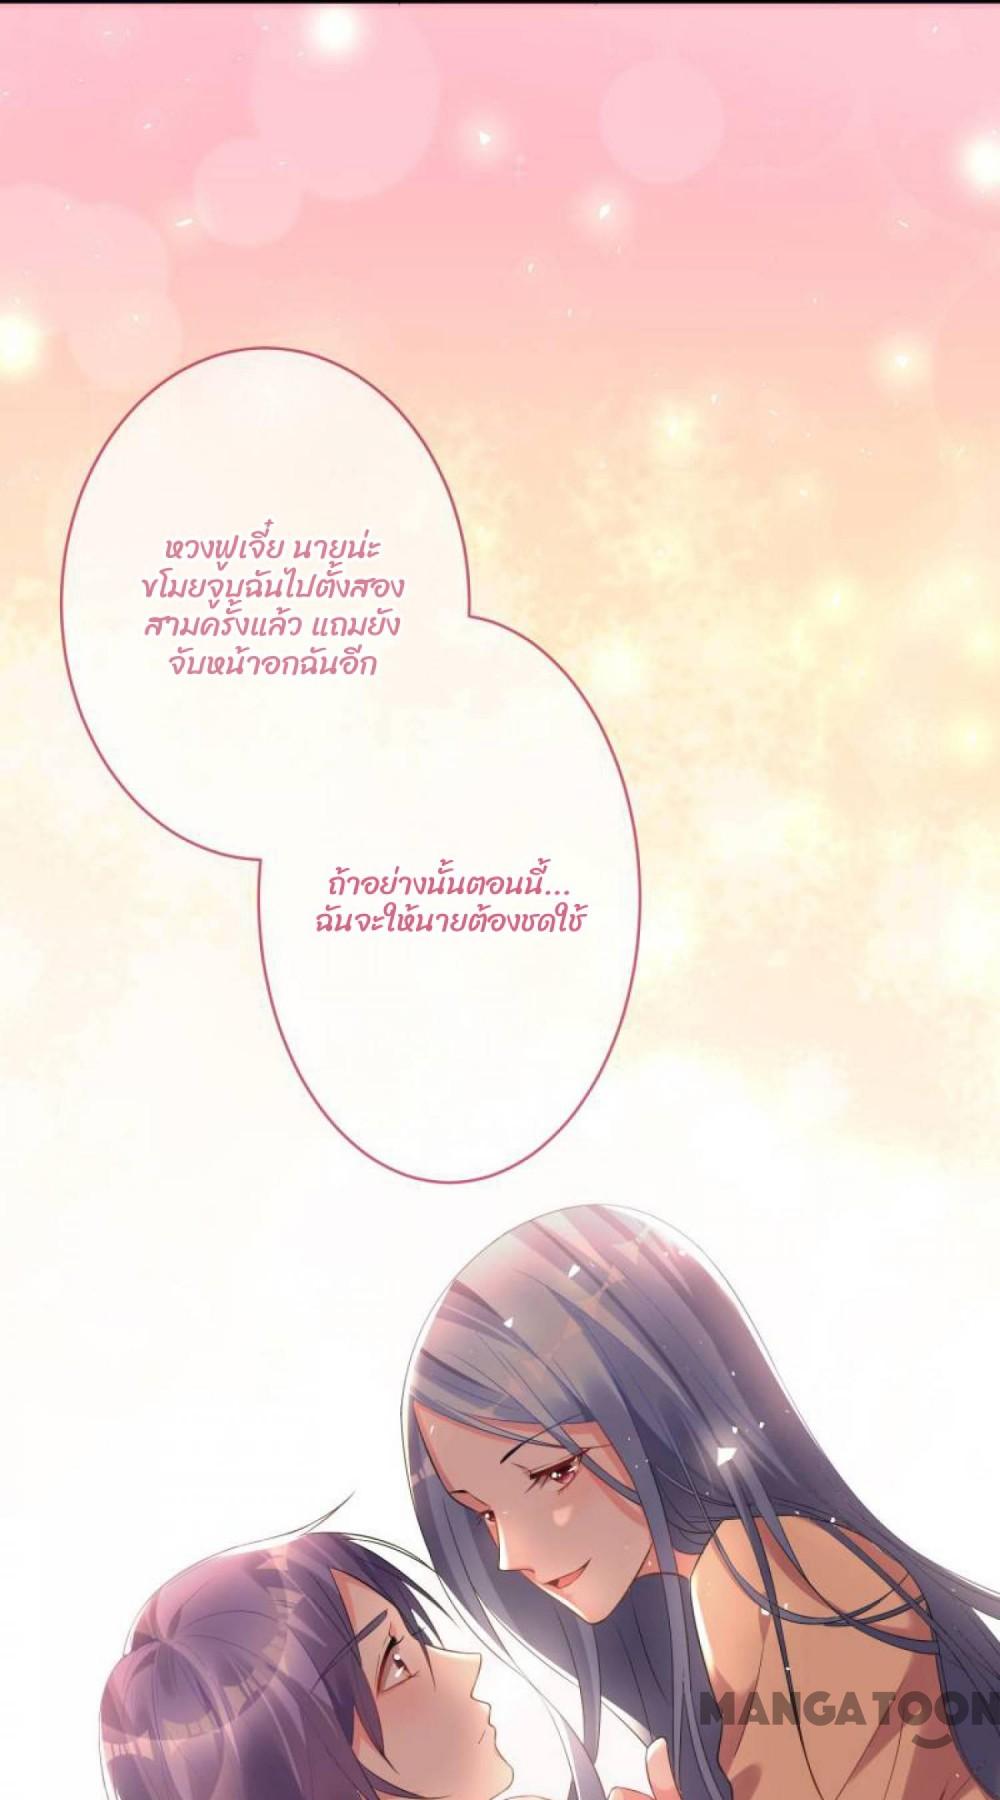 หวงฟูเจี๋ย นายน่ะ
ขโมยจูบฉันไปตั้งสอง
สามครั้งแล้ว แถมยัง
จับหน้าอกฉันอีก
ถ้าอย่างนั้นตอนนี้...
ฉันจะให้นายต้องชดใช้
MANGATOON